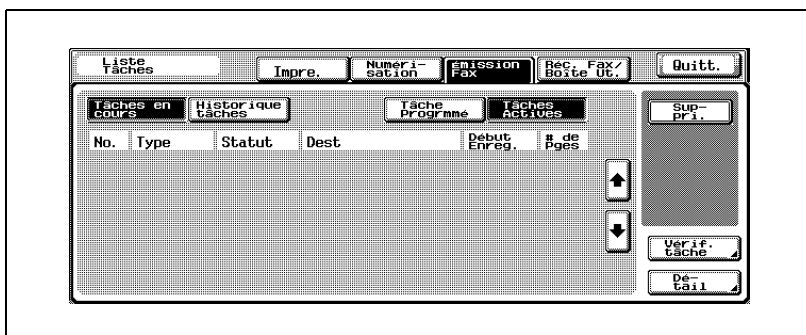 Liste
Tâches
Impre.
Numéri-
sation
émission
Fax
Réc. Fax/
Boîte Ut.
Quitt.
Tâches en
cours
Historique
tâches
Tâche
Progrmmé
Tâches
Actives
Sup-
pri.
No.
Type
Statut
Dest
Début
Enreg.
# de
Pges
Vérif.
tâche
Dé-
tail